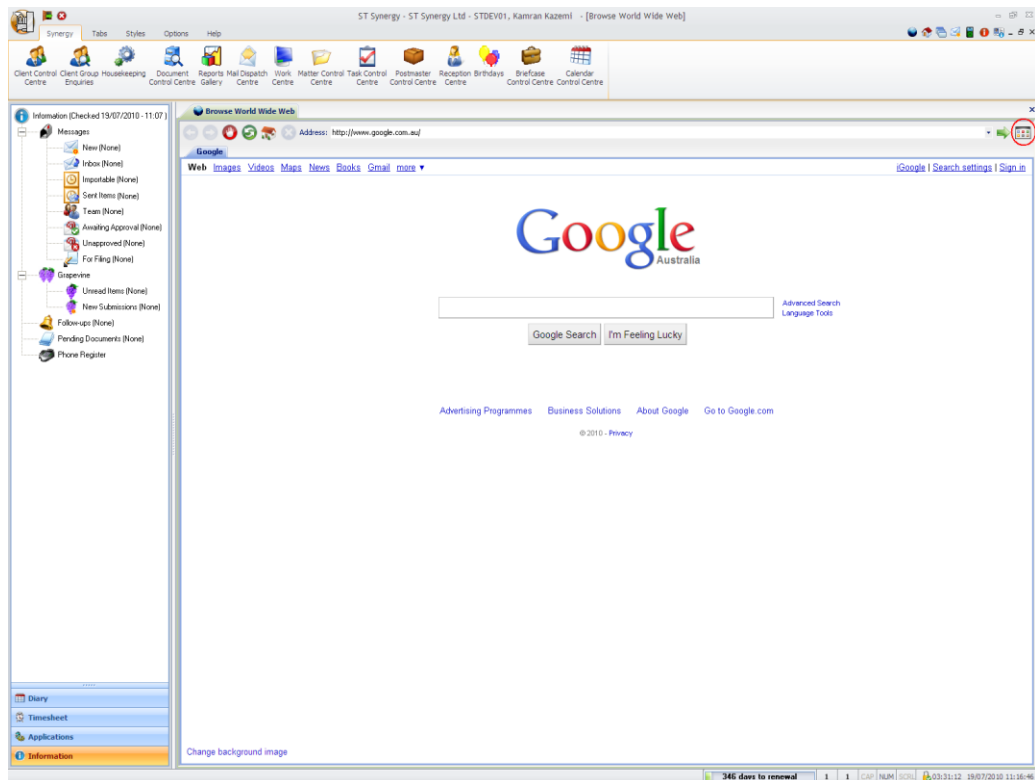 ST Synergy - ST Synergy Ltd - STDEV01, Kamran Kazemi - [Browse World Wide Web]
Synergy Tabs Styles Options Help
Client Control Centre
Client Group Enquiries
Housekeeping
Document Control Centre
Reports Gallery
Mail Dispatch Centre
Work Centre
Matter Control Centre
Task Control Centre
Postmaster Control Centre
Reception Centre
Birthdays
Briefcase Control Centre
Calendar Control Centre
Information (Checked 19/07/2010 - 11:07 )
Messages
New (None)
Inbox (None)
Importable (None)
Sent Items (None)
Team (None)
Awaiting Approval (None)
Unapproved (None)
For Filing (None)
Grapevine
Unread Items (None)
New Submissions (None)
Follow-ups (None)
Pending Documents (None)
Phone Register
Diary
Timesheet
Applications
Information
Browse World Wide Web
Address: http://www.google.com.au/
Google
Web Images Videos Maps News Books Gmail more ▼
iGoogle | Search settings | Sign in
Google
Australia
Advanced Search
Language Tools
Google Search I'm Feeling Lucky
Advertising Programmes Business Solutions About Google Go to Google.com
© 2010 - Privacy
Change background image
346 days to renewal 1 1 CAP NUM SCRL 03:31:12 19/07/2010 11:16:46